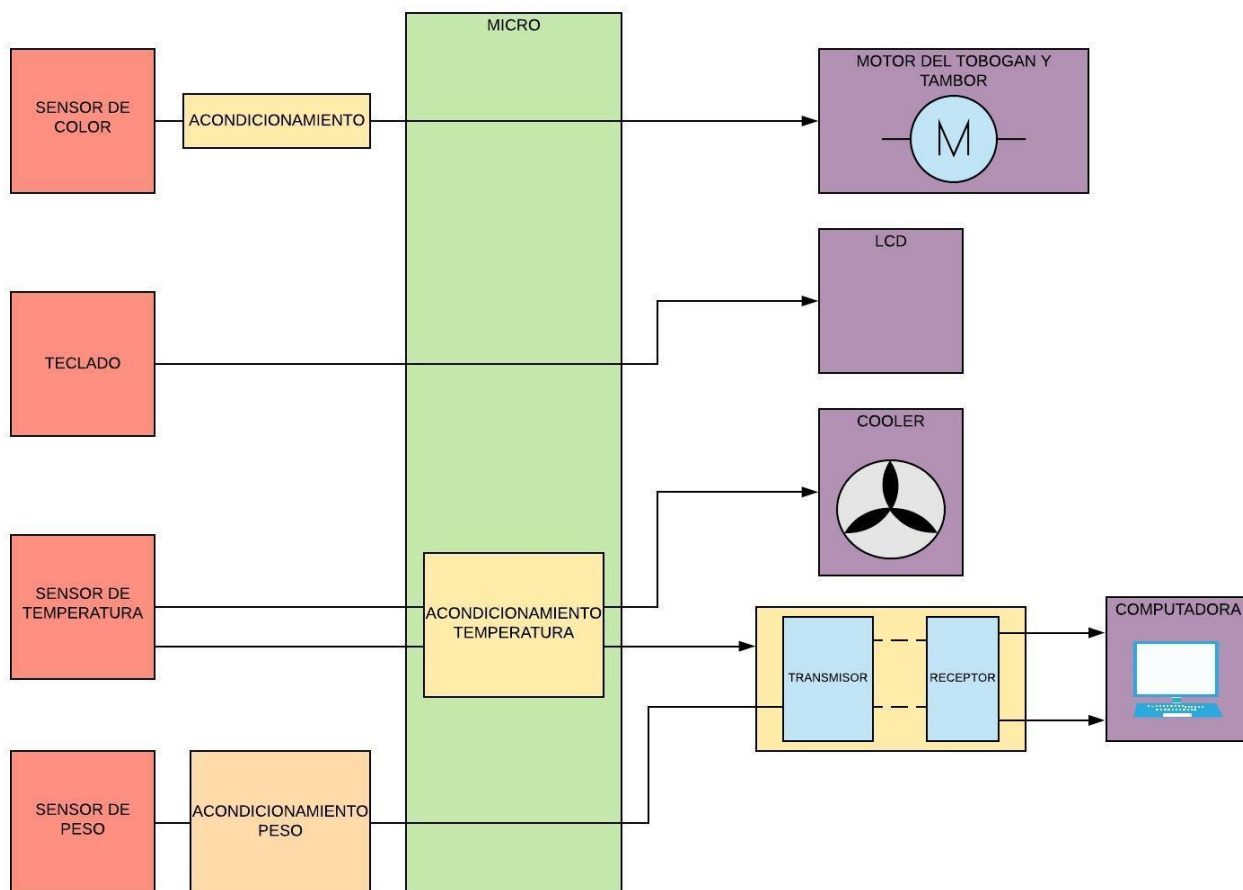 MICRO
SENSOR DE
COLOR
ACONDICIONAMIENTO
MOTOR DEL TOBOGAN Y
TAMBOR
M
TECLADO
LCD
COOLER
SENSOR DE
TEMPERATURA
ACONDICIONAMIENTO
TEMPERATURA
TRANSMISOR
RECEPTOR
COMPUTADORA
SENSOR DE
PESO
ACONDICIONAMIENTO
PESO